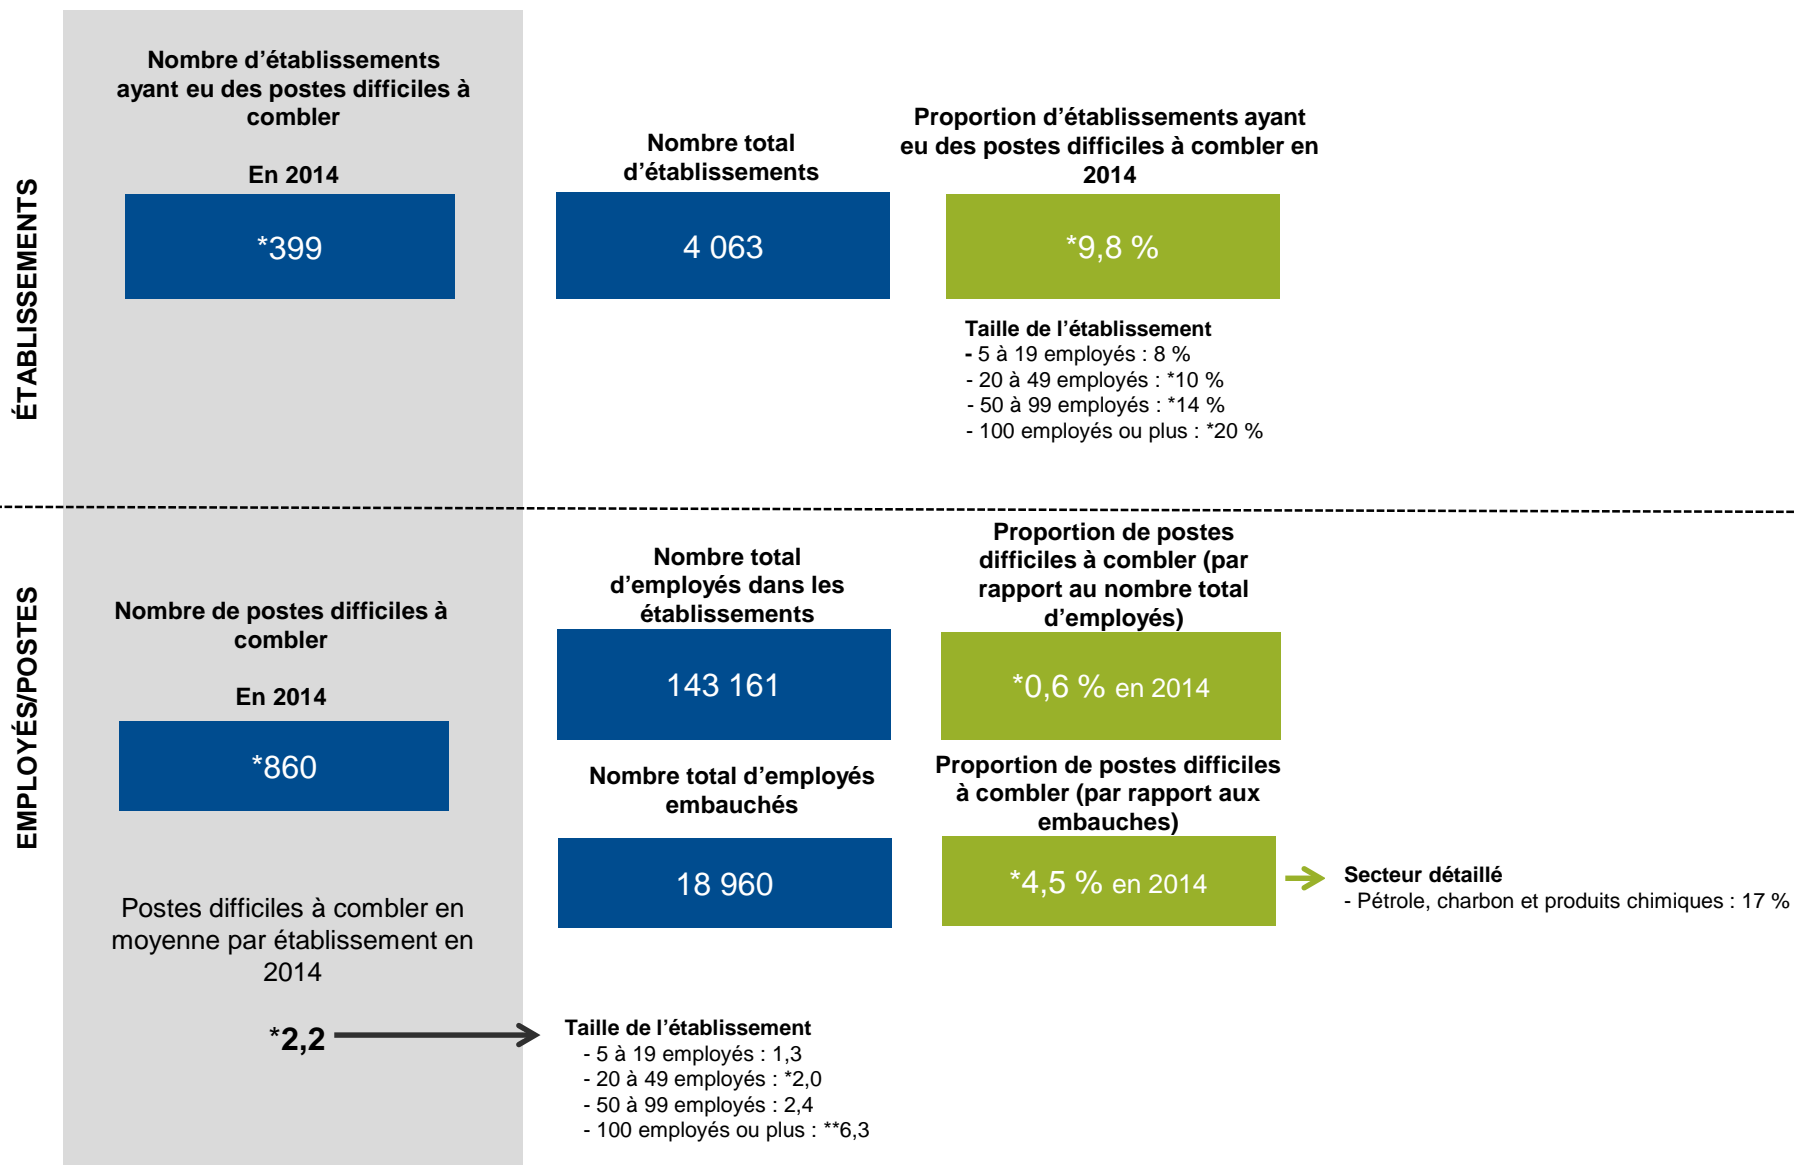 ÉTABLISSEMENTS
Nombre d’établissements
ayant eu des postes difficiles à
combler
En 2014
*399
Nombre total
d’établissements
4 063
Proportion d’établissements ayant
eu des postes difficiles à combler en
2014
*9,8 %
Taille de l’établissement
- 5 à 19 employés : 8 %
- 20 à 49 employés : *10 %
- 50 à 99 employés : *14 %
- 100 employés ou plus : *20 %
EMPLOYÉS/POSTES
Nombre de postes difficiles à
combler
En 2014
*860
Nombre total
d’employés dans les
établissements
143 161
Proportion de postes
difficiles à combler (par
rapport au nombre total
d’employés)
*0,6 % en 2014
Nombre total d’employés
embauchés
18 960
Proportion de postes difficiles
à combler (par rapport aux
embauches)
*4,5 % en 2014
Secteur détaillé
- Pétrole, charbon et produits chimiques : 17 %
Postes difficiles à combler en
moyenne par établissement en
2014
*2,2
Taille de l’établissement
- 5 à 19 employés : 1,3
- 20 à 49 employés : *2,0
- 50 à 99 employés : 2,4
- 100 employés ou plus : **6,3